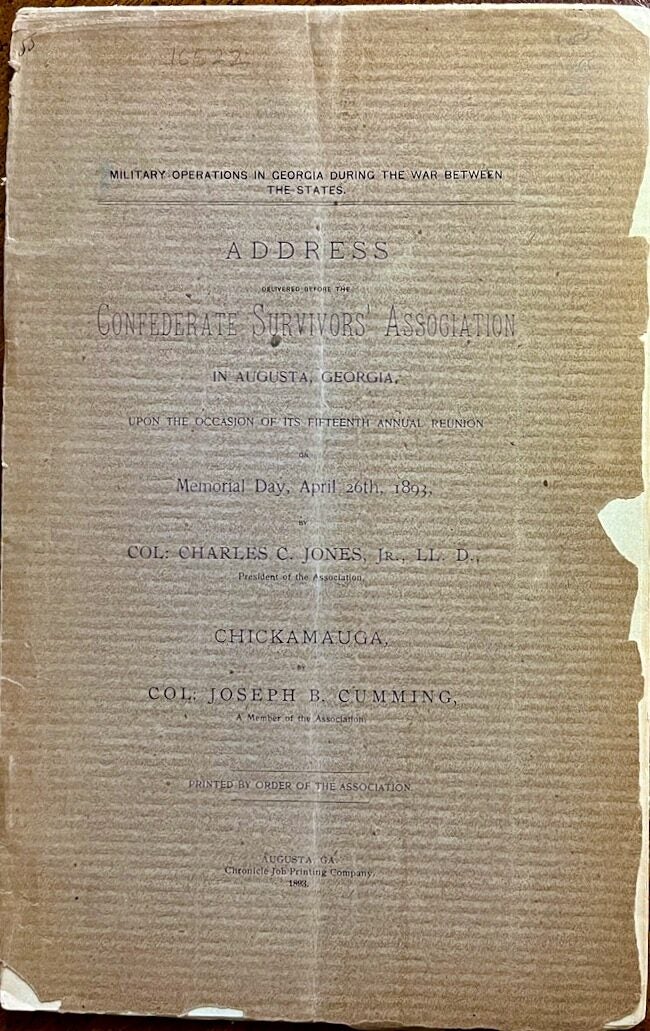 55
16522
MILITARY OPERATIONS IN GEORGIA DURING THE WAR BETWEEN
THE STATES.
ADDRESS
DELIVERED BEFORE THE
CONFEDERATE SURVIVORS' ASSOCIATION
IN AUGUSTA, GEORGIA,
UPON THE OCCASION OF ITS FIFTEENTH ANNUAL REUNION
ON
Memorial Day, April 26th, 1893,
BY
COL: CHARLES C. JONES, JR., LL. D.,
President of the Association.
CHICKAMAUGA,
BY
COL: JOSEPH B. CUMMING,
A Member of the Association.
PRINTED BY ORDER OF THE ASSOCIATION
AUGUSTA, GA.
Chronicle Job Printing Company.
1893.